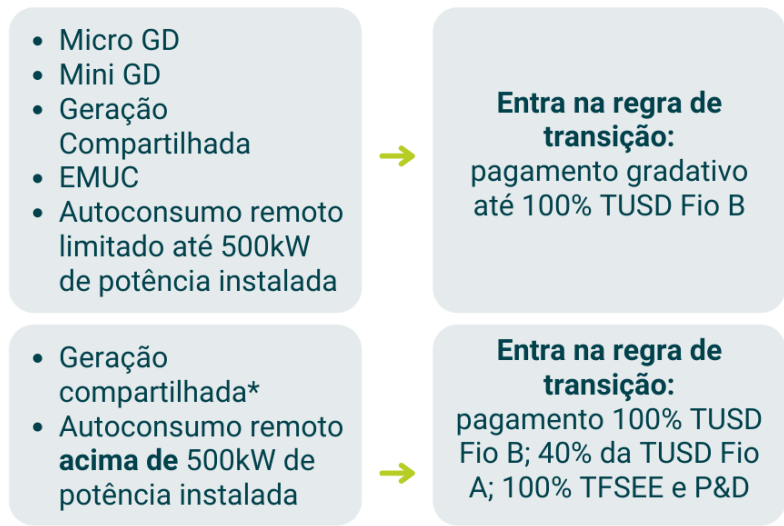 • Micro GD
• Mini GD
• Geração
Compartilhada
• EMUC
• Autoconsumo remoto
limitado até 500kW
de potência instalada
Entra na regra de
transição:
pagamento gradativo
até 100% TUSD Fio B
• Geração
compartilhada*
• Autoconsumo remoto
acima de 500kW de
potência instalada
Entra na regra de
transição:
pagamento 100% TUSD
Fio B; 40% da TUSD Fio
A; 100% TFSEE e P&D